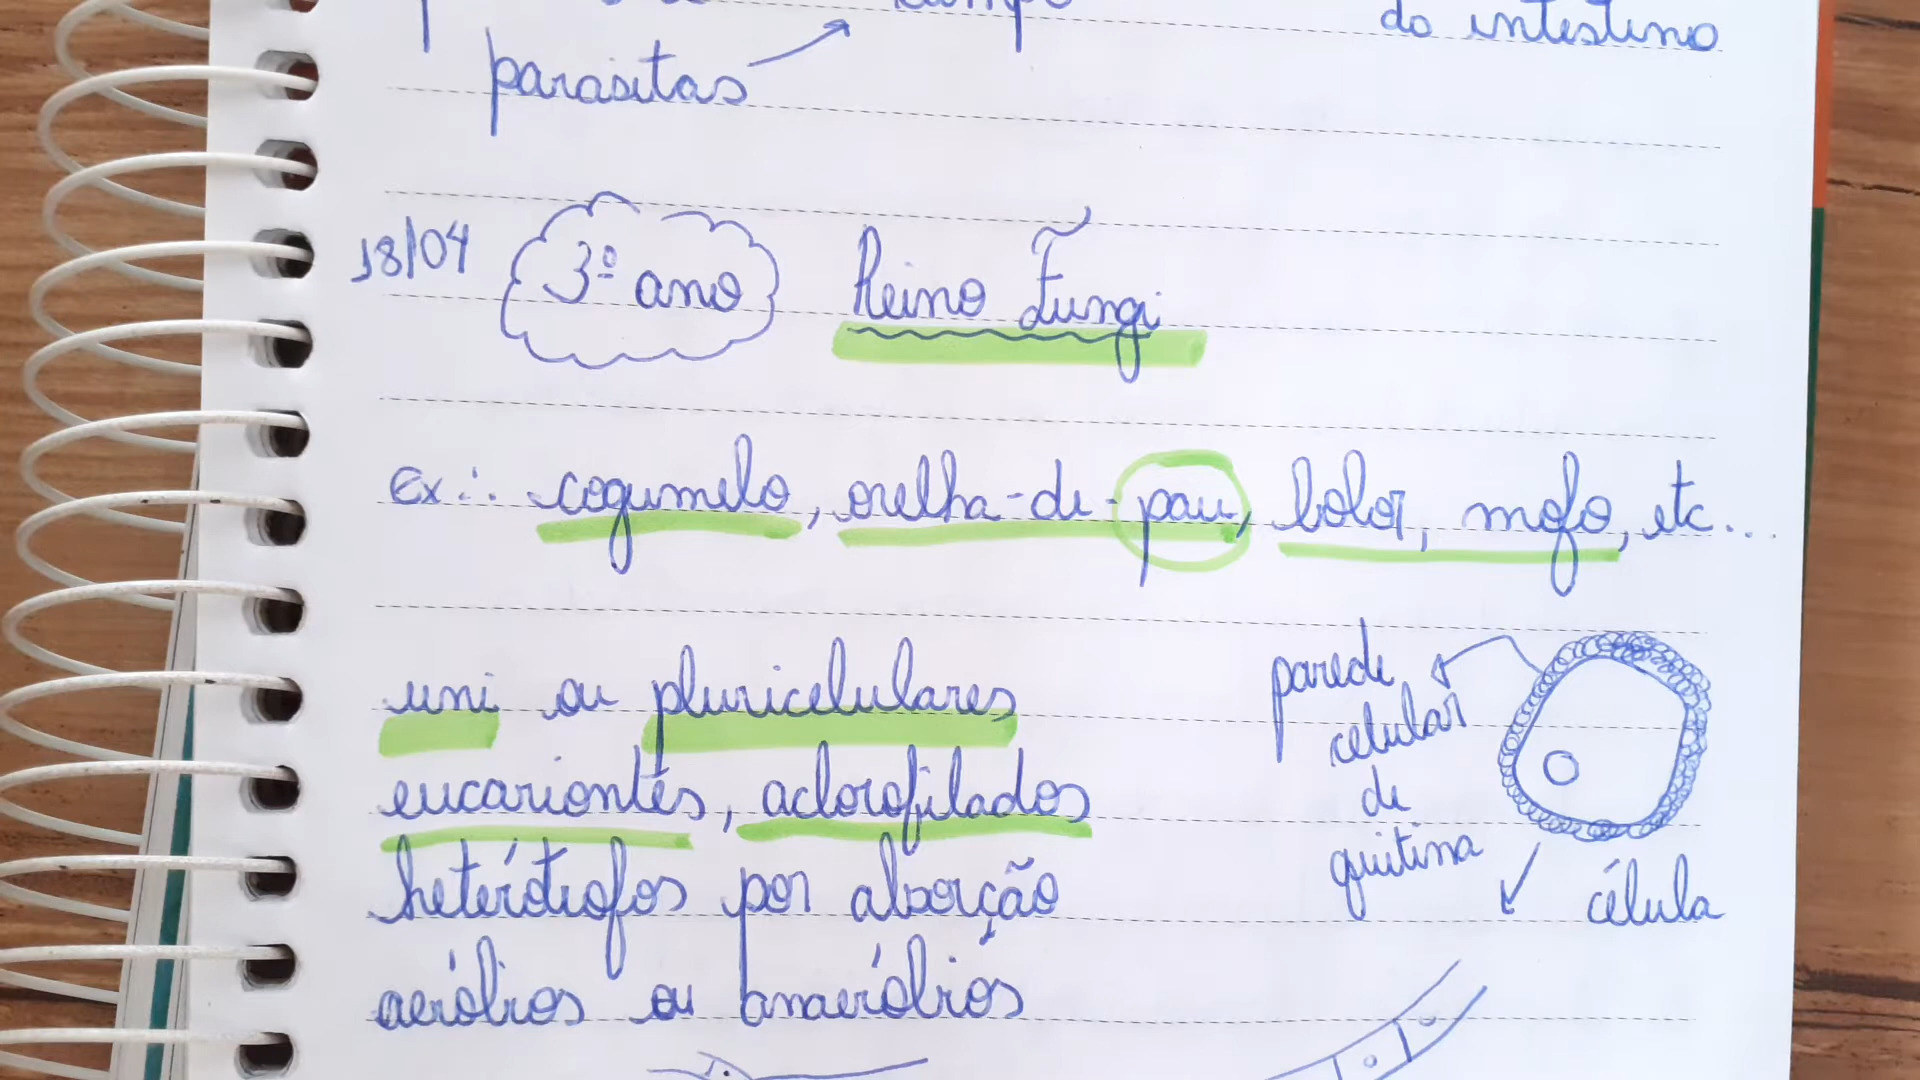 do intestino
parasitas
18/04 3º ano Reino Fungi
ex.: cogumelo, orelha-de-pau, bolor, mofo, etc...
uni ou pluricelulares
eucariontes, aclorofilados
heterótrofos por absorção
aeróbios ou anaeróbios
parede
celular
de
quitina
célula